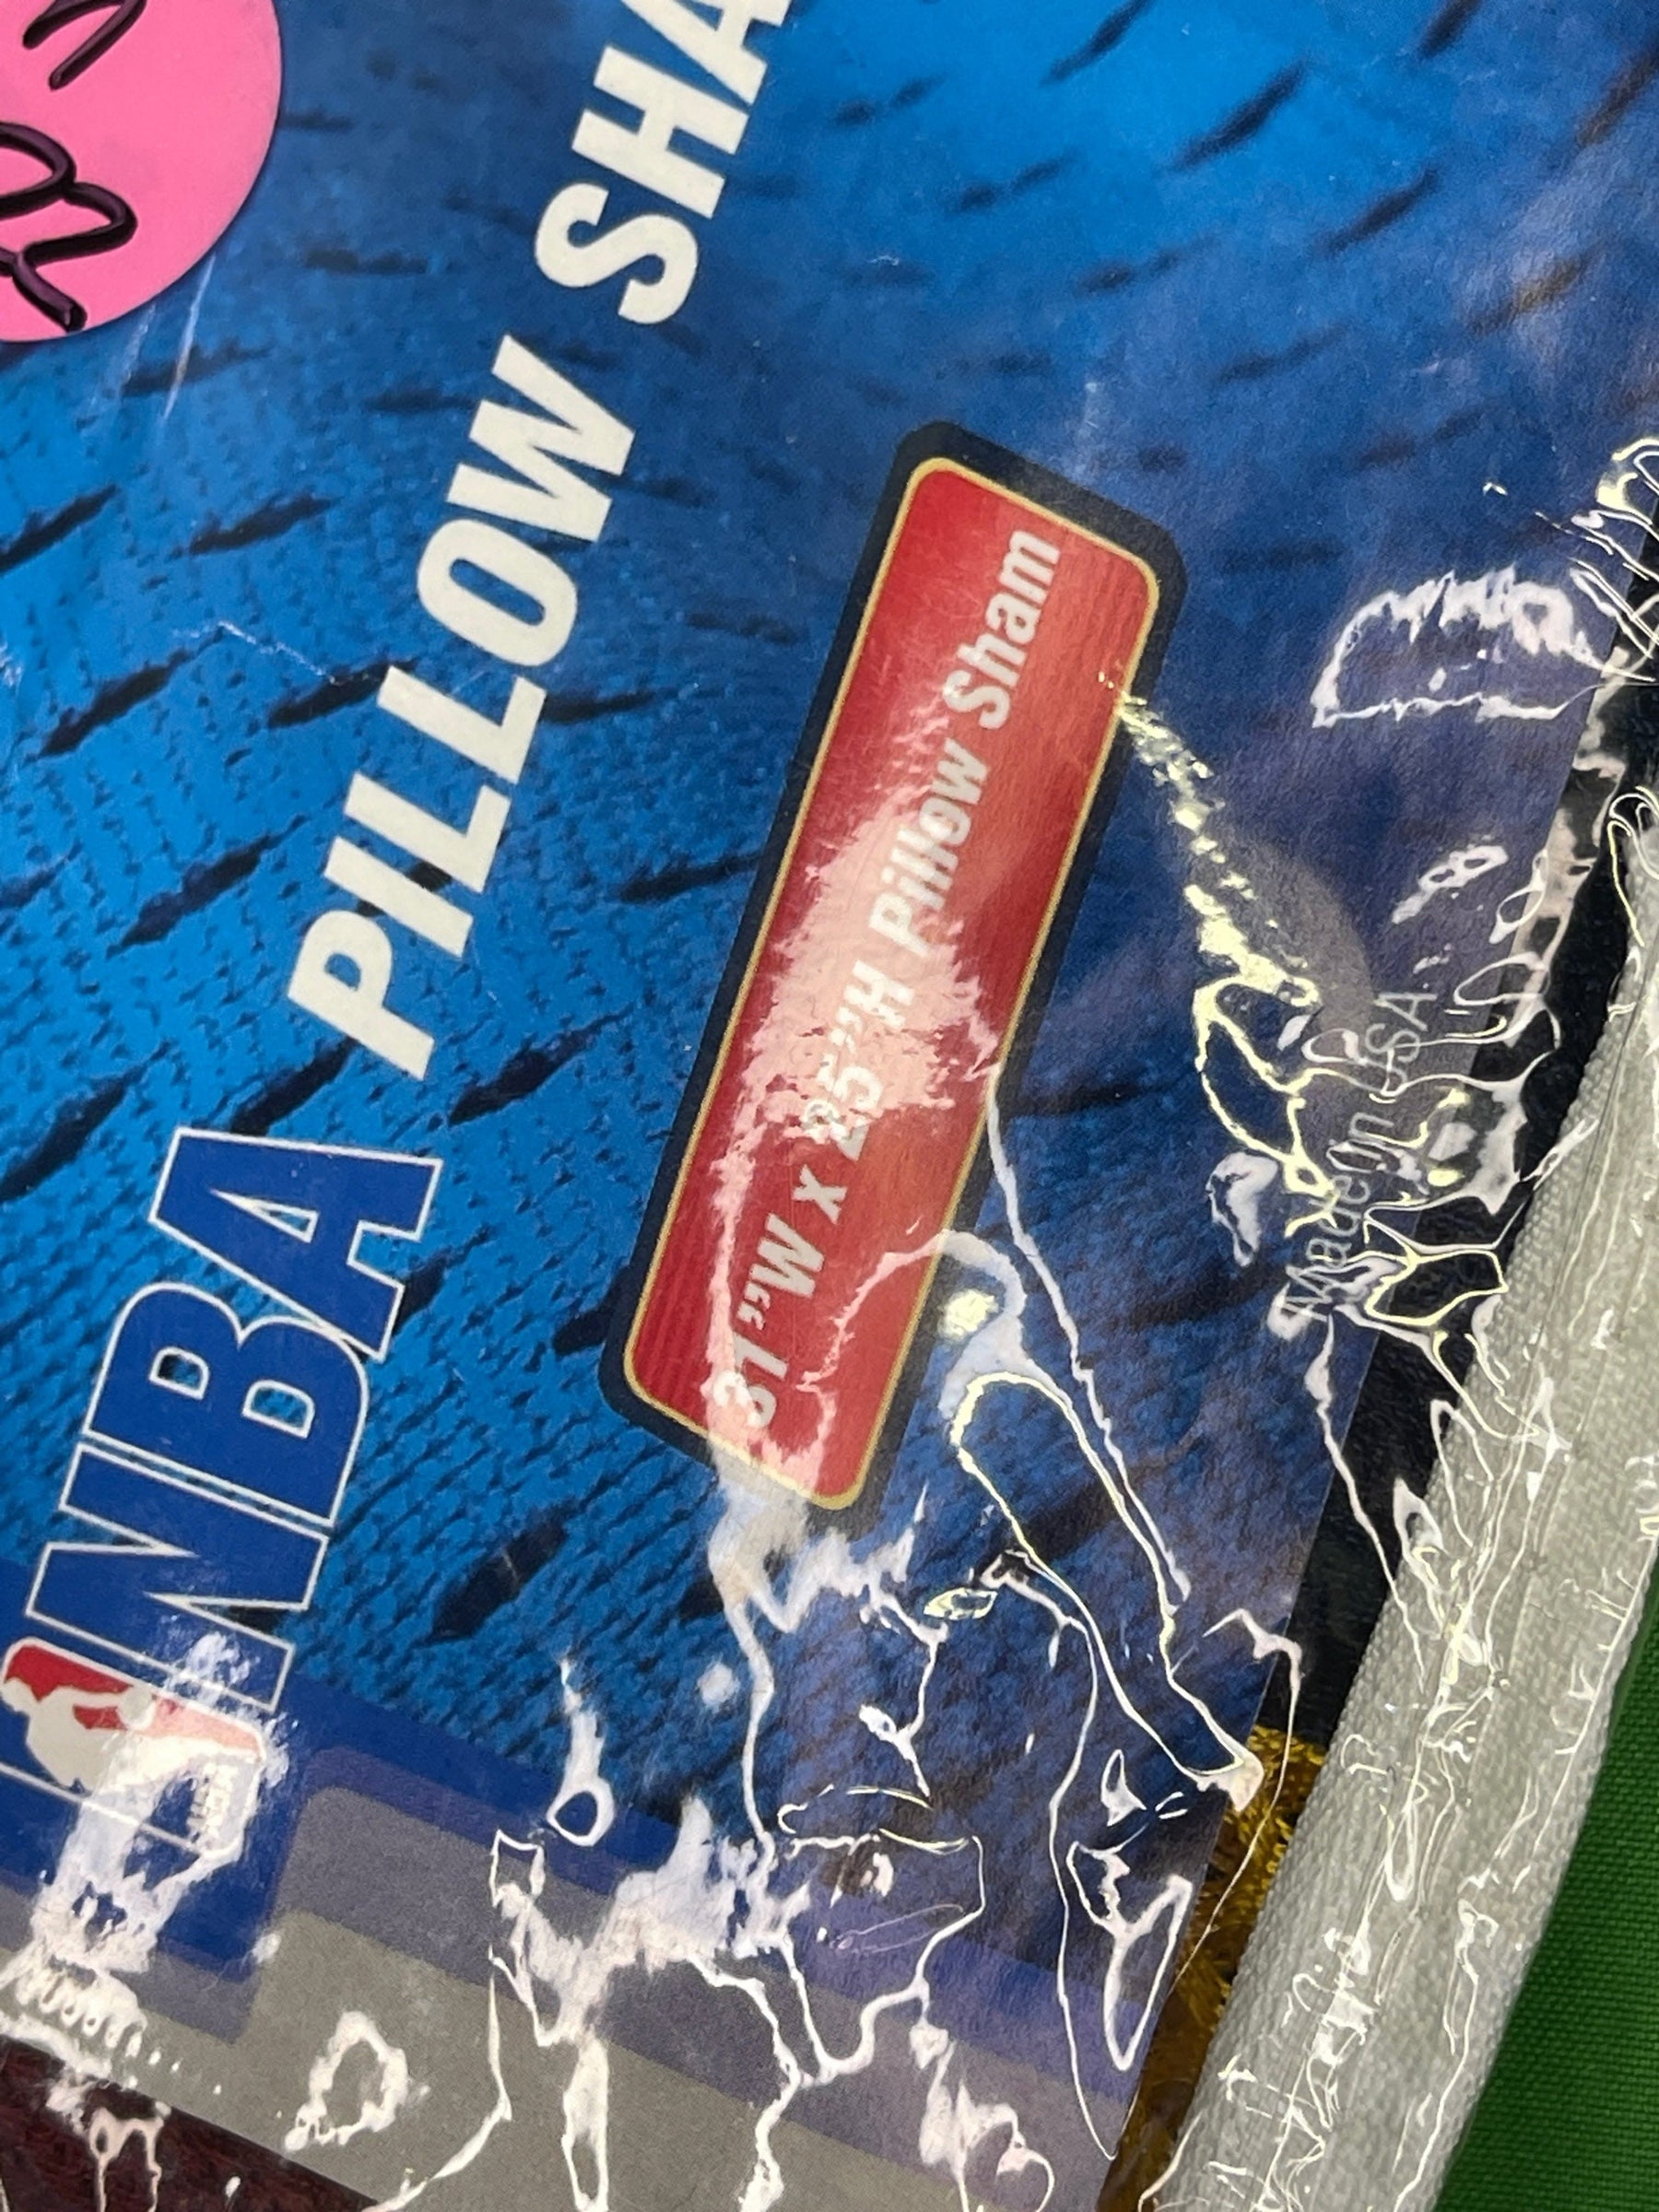 NBA PILLOW SHA
31"W x 25"H Pillow Sham
Made in USA